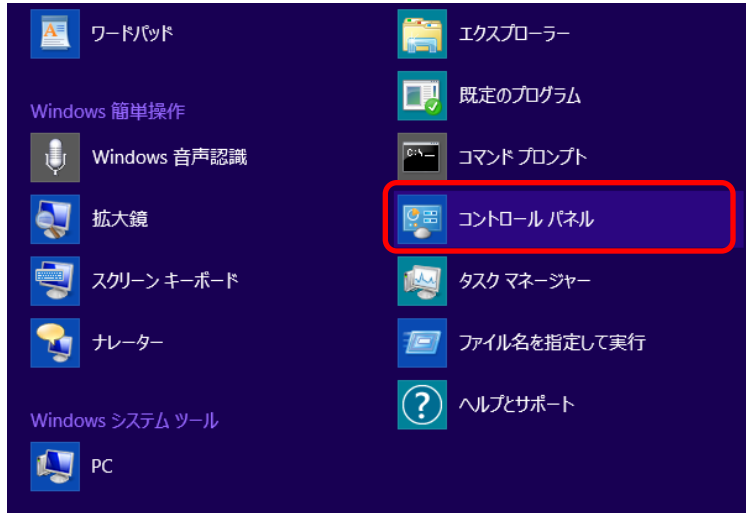 ワードパッド
Windows 簡単操作
Windows 音声認識
拡大鏡
スクリーン キーボード
ナレーター
Windows システム ツール
PC
エクスプローラー
既定のプログラム
C:\
コマンド プロンプト
コントロール パネル
タスク マネージャー
ファイル名を指定して実行
ヘルプとサポート